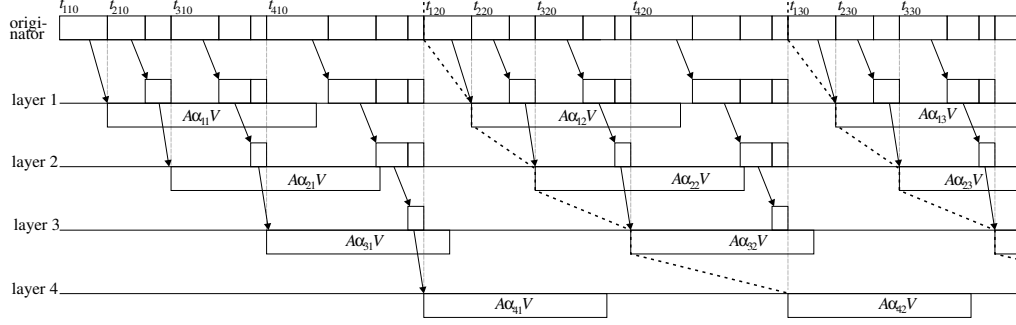 t110 t210 t310 t410 t120 t220 t320 t420 t130 t230 t330
origi-
nator
layer 1
Aα11V Aα12V Aα13V
layer 2
Aα21V Aα22V Aα23V
layer 3
Aα31V Aα32V
layer 4
Aα41V Aα42V